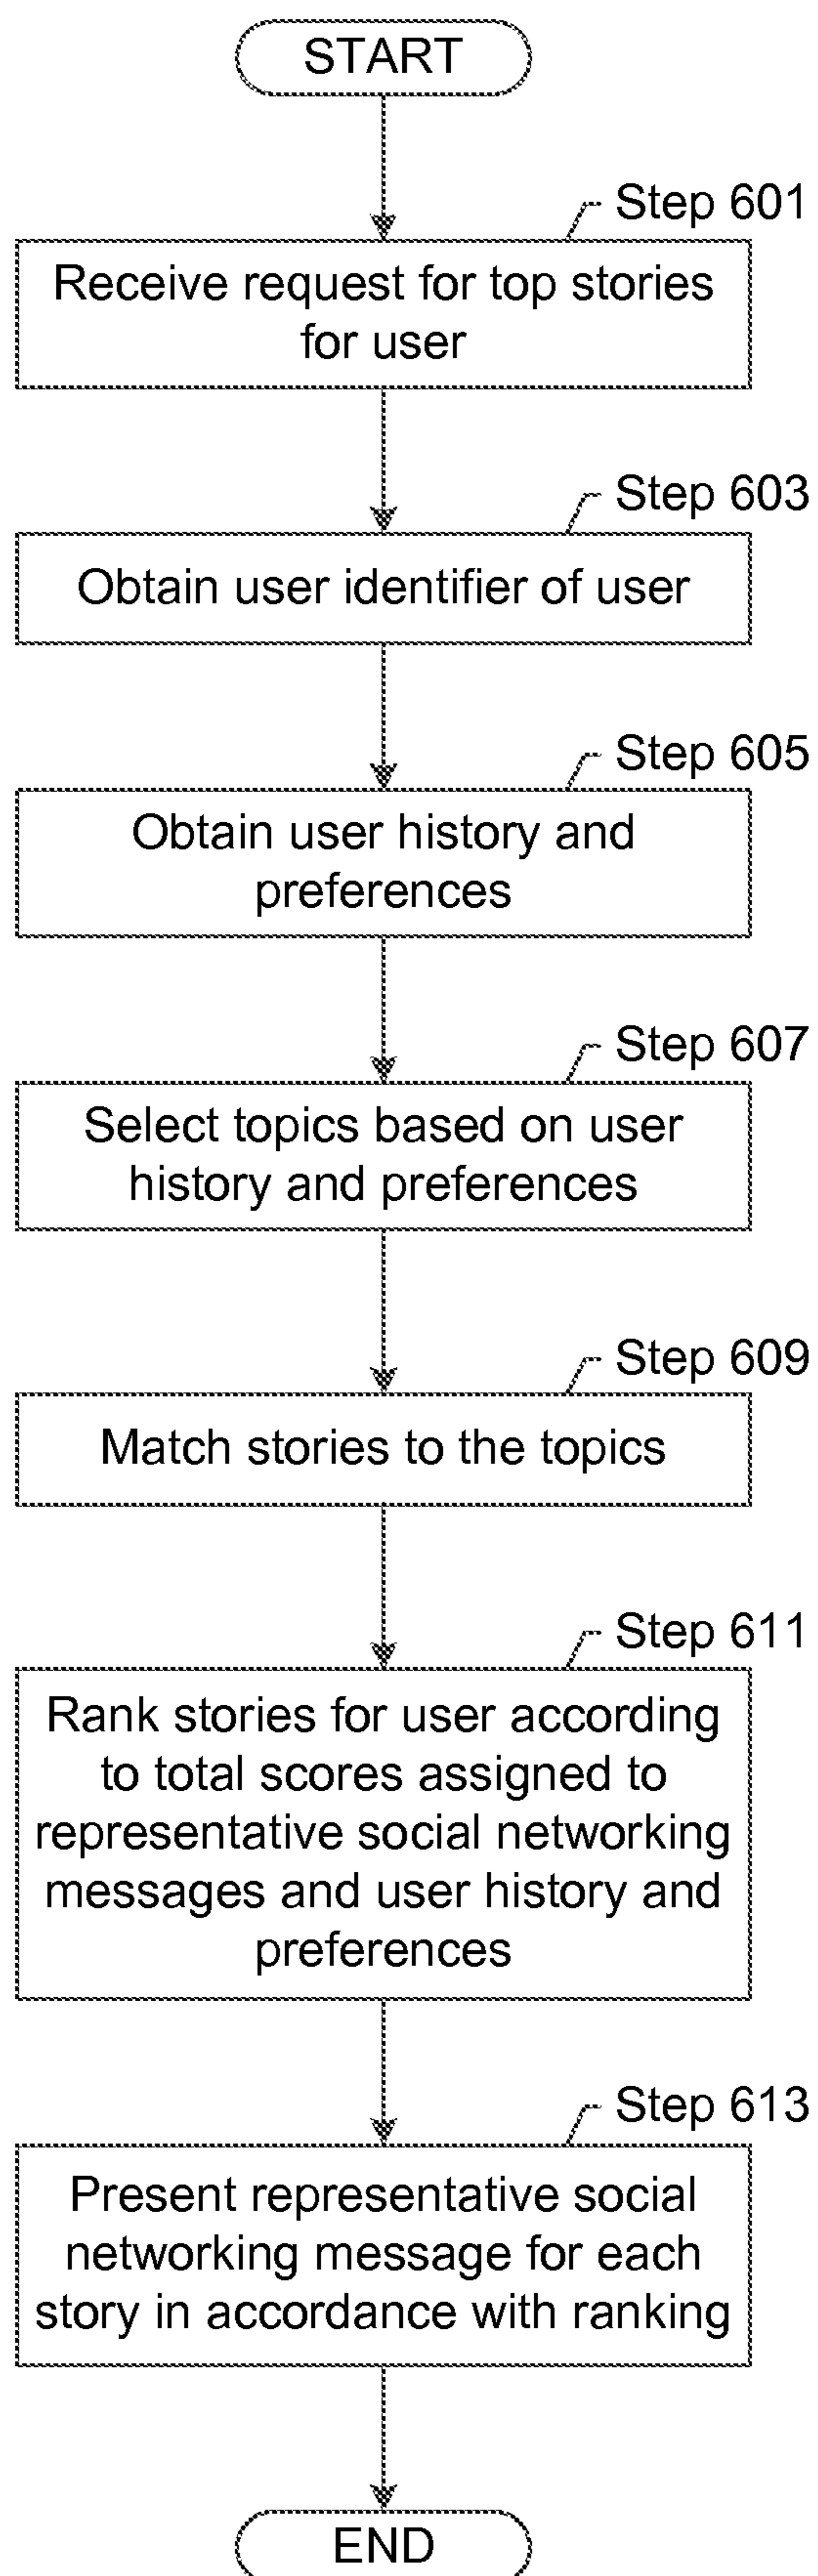 START
Step 601
Receive request for top stories
for user
Step 603
Obtain user identifier of user
Step 605
Obtain user history and
preferences
Step 607
Select topics based on user
history and preferences
Step 609
Match stories to the topics
Step 611
Rank stories for user according
to total scores assigned to
representative social networking
messages and user history and
preferences
Step 613
Present representative social
networking message for each
story in accordance with ranking
END